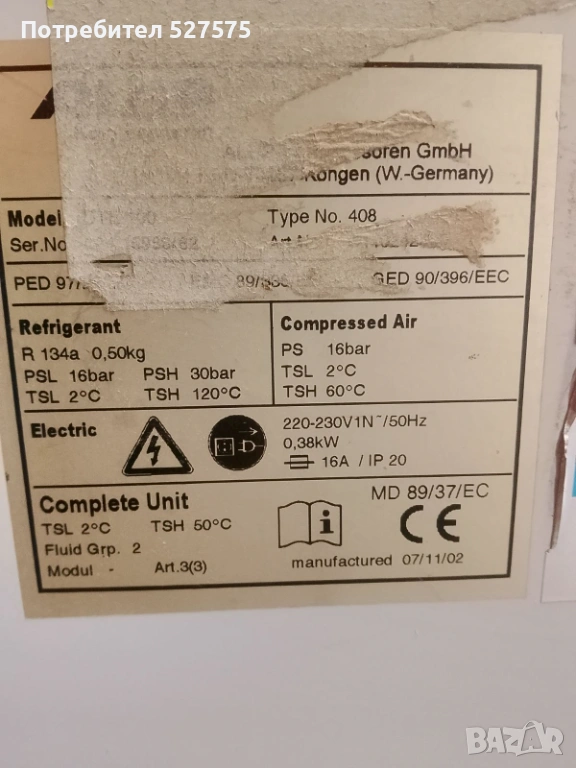 Потребител 527575
soren GmbH
Köngen (W.-Germany)
Model
Type No. 408
Ser.No
PED 97/
GED 90/396/EEC
Refrigerant
R 134a 0,50kg
PSL 16bar PSH 30bar
TSL 2°C TSH 120°C
Compressed Air
PS 16bar
TSL 2°C
TSH 60°C
Electric
220-230V1N~/50Hz
0,38kW
16A / IP 20
Complete Unit
TSL 2°C TSH 50°C
Fluid Grp. 2
Modul - Art.3(3)
MD 89/37/EC
CE
manufactured 07/11/02
BAZAR